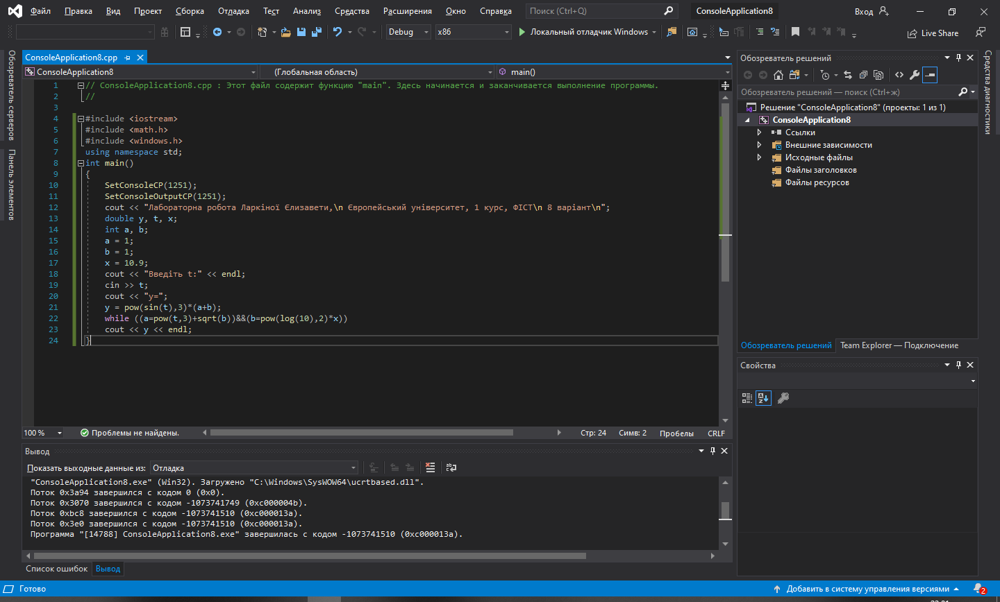 Файл Правка Вид Проект Сборка Отладка Тест Анализ Средства Расширения Окно Справка Поиск (Ctrl+Q) ConsoleApplication8 Вход
Debug x86 Локальный отладчик Windows Live Share
Обозреватель серверов
Панель элементов
ConsoleApplication8.cpp
ConsoleApplication8 (Глобальная область) main()
1 // ConsoleApplication8.cpp : Этот файл содержит функцию "main". Здесь начинается и заканчивается выполнение программы.
2 //
3
4 #include <iostream>
5 #include <math.h>
6 #include <windows.h>
7 using namespace std;
8 int main()
9 {
10 SetConsoleCP(1251);
11 SetConsoleOutputCP(1251);
12 cout << "Лабораторна робота Ларкіної Єлизавети,\n Європейський університет, 1 курс, ФІСТ\n 8 варіант\n";
13 double y, t, x;
14 int a, b;
15 a = 1;
16 b = 1;
17 x = 10.9;
18 cout << "Введіть t:" << endl;
19 cin >> t;
20 cout << "y=";
21 y = pow(sin(t),3)*(a+b);
22 while ((a=pow(t,3)+sqrt(b))&&(b=pow(log(10),2)*x))
23 cout << y << endl;
24 }
100 % Проблемы не найдены. Стр: 24 Симв: 2 Пробелы CRLF
Вывод
Показать выходные данные из: Отладка
"ConsoleApplication8.exe" (Win32). Загружено "C:\Windows\SysWOW64\ucrtbased.dll".
Поток 0x3a94 завершился с кодом 0 (0x0).
Поток 0x3070 завершился с кодом -1073741749 (0xc000004b).
Поток 0xbc8 завершился с кодом -1073741510 (0xc000013a).
Поток 0x3e0 завершился с кодом -1073741510 (0xc000013a).
Программа "[14788] ConsoleApplication8.exe" завершилась с кодом -1073741510 (0xc000013a).
Список ошибок Вывод
Обозреватель решений
Обозреватель решений — поиск (Ctrl+ж)
Решение "ConsoleApplication8" (проекты: 1 из 1)
ConsoleApplication8
Ссылки
Внешние зависимости
Исходные файлы
Файлы заголовков
Файлы ресурсов
Обозреватель решений Team Explorer — Подключение
Свойства
Средства диагностики
Готово Добавить в систему управления версиями 2